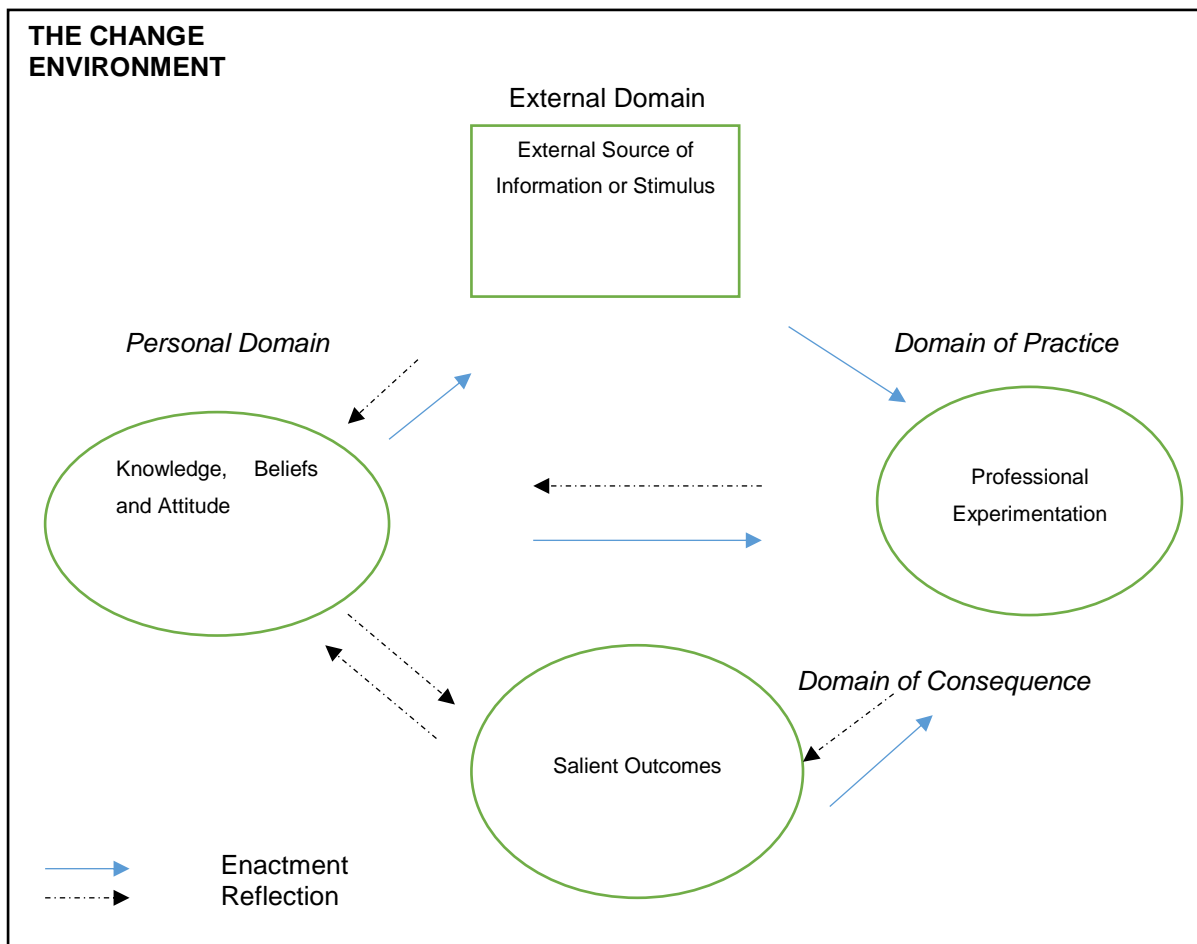 THE CHANGE
ENVIRONMENT
External Domain
External Source of
Information or Stimulus
Personal Domain
Domain of Practice
Knowledge, Beliefs
and Attitude
Professional
Experimentation
Domain of Consequence
Salient Outcomes
Enactment
Reflection